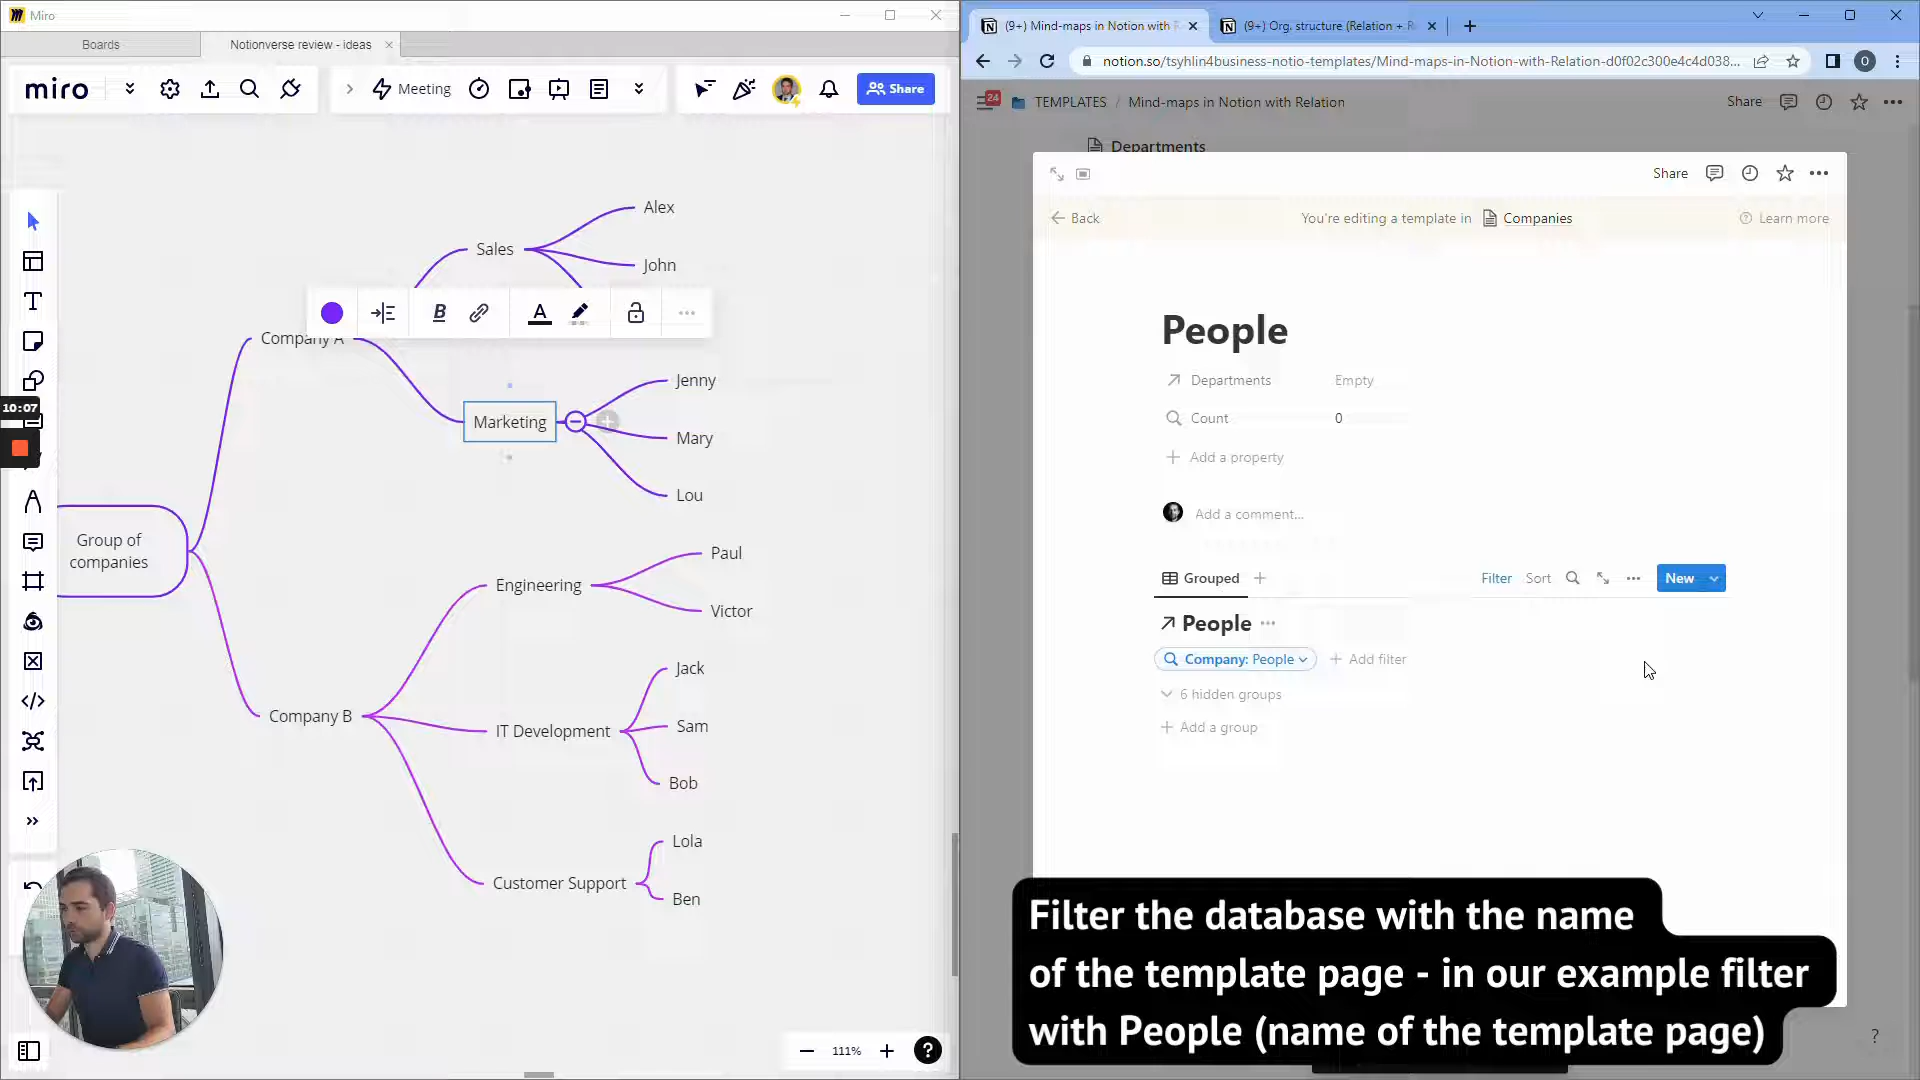 Miro
Boards
Notionverse review - ideas
miro
Meeting
Share
Alex
Sales
John
Company A
Jenny
Marketing
Mary
Lou
10:07
Group of
companies
Paul
Engineering
Victor
Jack
Company B
IT Development
Sam
Bob
Lola
Customer Support
Ben
111%
?
(9+) Mind-maps in Notion with R
(9+) Org. structure (Relation + R
notion.so/tsyhlin4business-notio-templates/Mind-maps-in-Notion-with-Relation-d0f02c300e4c4d038...
O
24
TEMPLATES / Mind-maps in Notion with Relation
Share
Departments
Share
Back
You're editing a template in Companies
Learn more
People
Departments Empty
Count 0
Add a property
Add a comment...
Grouped
Filter Sort New
People
Company: People
Add filter
6 hidden groups
Add a group
Filter the database with the name
of the template page - in our example filter
with People (name of the template page)
?